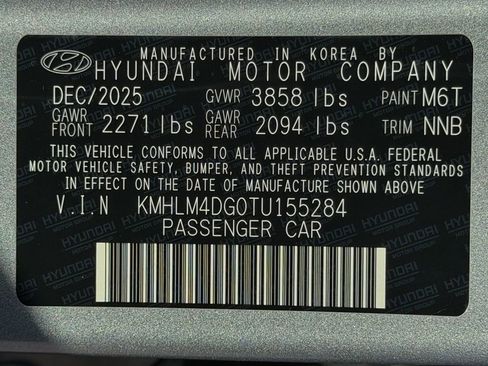 MANUFACTURED IN KOREA BY
HYUNDAI MOTOR COMPANY
DEC/2025 GVWR 3858 lbs PAINT M6T
GAWR FRONT 2271 lbs GAWR REAR 2094 lbs TRIM NNB
THIS VEHICLE CONFORMS TO ALL APPLICABLE U.S.A. FEDERAL
MOTOR VEHICLE SAFETY, BUMPER, AND THEFT PREVENTION STANDARDS
IN EFFECT ON THE DATE OF MANUFACTURE SHOWN ABOVE.
V.I.N KMHLM4DG0TU155284
PASSENGER CAR